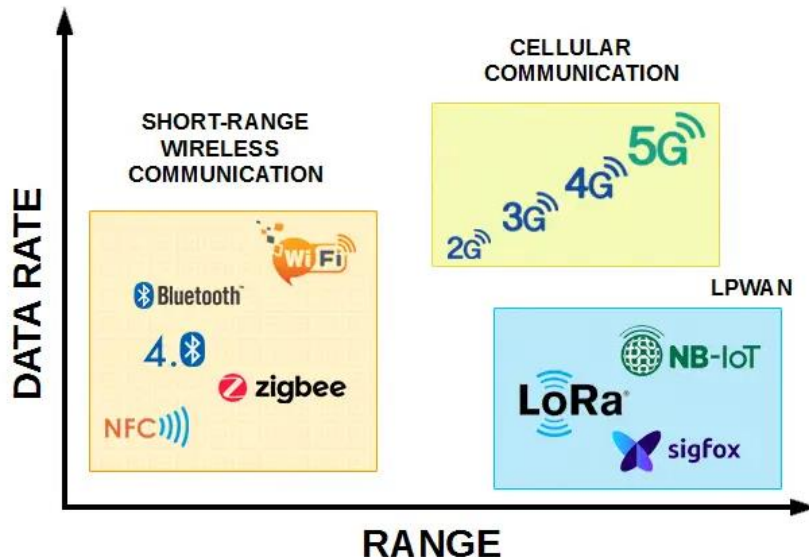 CELLULAR
COMMUNICATION
SHORT-RANGE
WIRELESS
COMMUNICATION
5G
4G
3G
2G
WiFi
Bluetooth™
4.0
zigbee
NFC
LPWAN
NB-IoT
LoRa®
sigfox
DATA RATE
RANGE